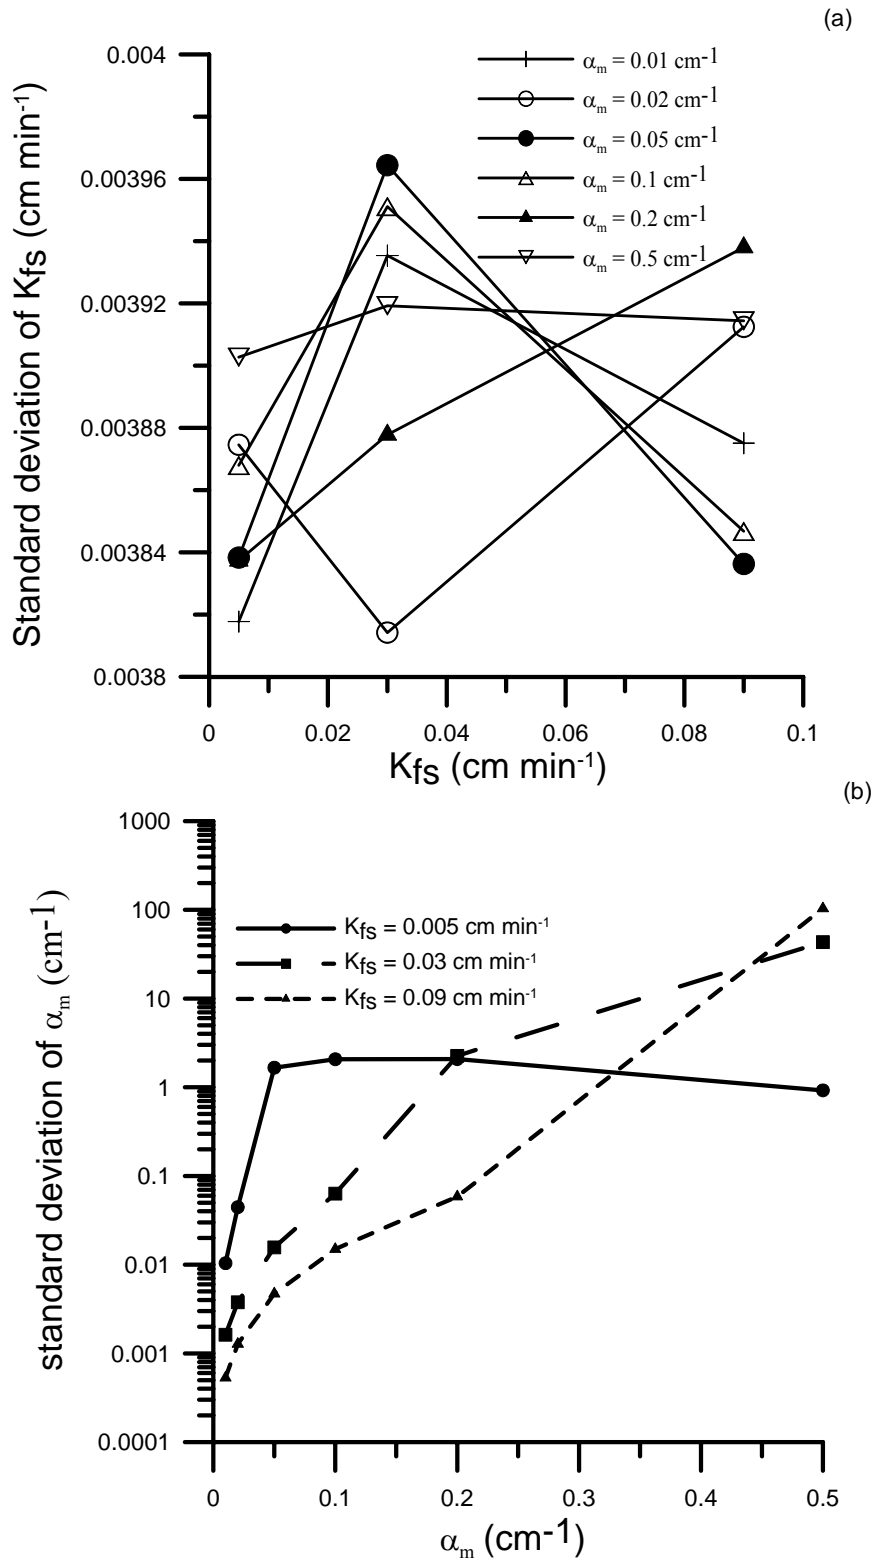 (a)
0.004
0.00396
0.00392
0.00388
0.00384
0.0038
Standard deviation of Kfs (cm min-1)
αm = 0.01 cm-1
αm = 0.02 cm-1
αm = 0.05 cm-1
αm = 0.1 cm-1
αm = 0.2 cm-1
αm = 0.5 cm-1
0 0.02 0.04 0.06 0.08 0.1
Kfs (cm min-1)
(b)
1000
100
10
1
0.1
0.01
0.001
0.0001
standard deviation of αm (cm-1)
Kfs = 0.005 cm min-1
Kfs = 0.03 cm min-1
Kfs = 0.09 cm min-1
0 0.1 0.2 0.3 0.4 0.5
αm (cm-1)